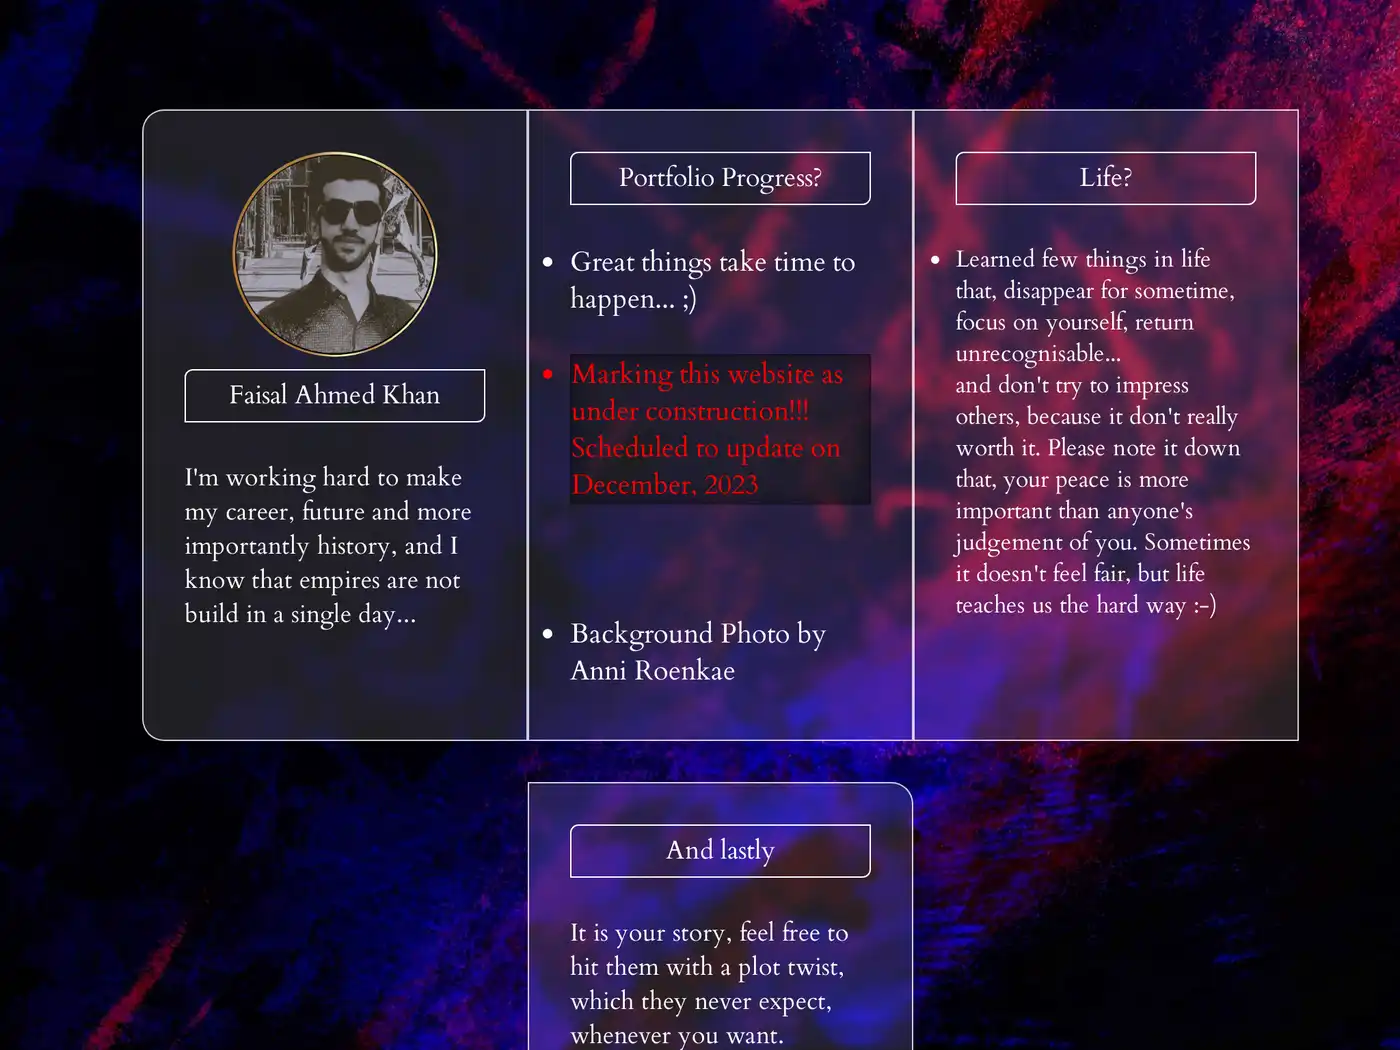 Faisal Ahmed Khan
I'm working hard to make
my career, future and more
importantly history, and I
know that empires are not
build in a single day...
Portfolio Progress?
Great things take time to
happen... ;)
Marking this website as
under construction!!!
Scheduled to update on
December, 2023
Background Photo by
Anni Roenkae
Life?
Learned few things in life
that, disappear for sometime,
focus on yourself, return
unrecognisable...
and don't try to impress
others, because it don't really
worth it. Please note it down
that, your peace is more
important than anyone's
judgement of you. Sometimes
it doesn't feel fair, but life
teaches us the hard way :-)
And lastly
It is your story, feel free to
hit them with a plot twist,
which they never expect,
whenever you want.